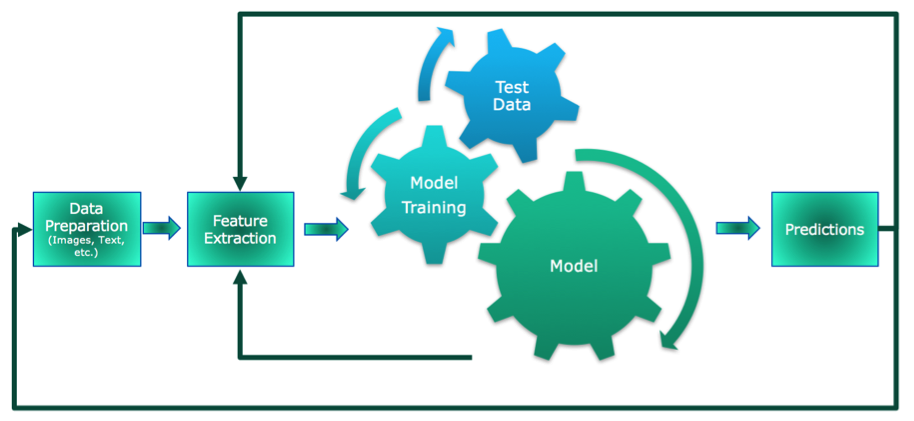 Test
Data
Model
Training
Data
Preparation
(Images, Text,
etc.)
Feature
Extraction
Model
Predictions